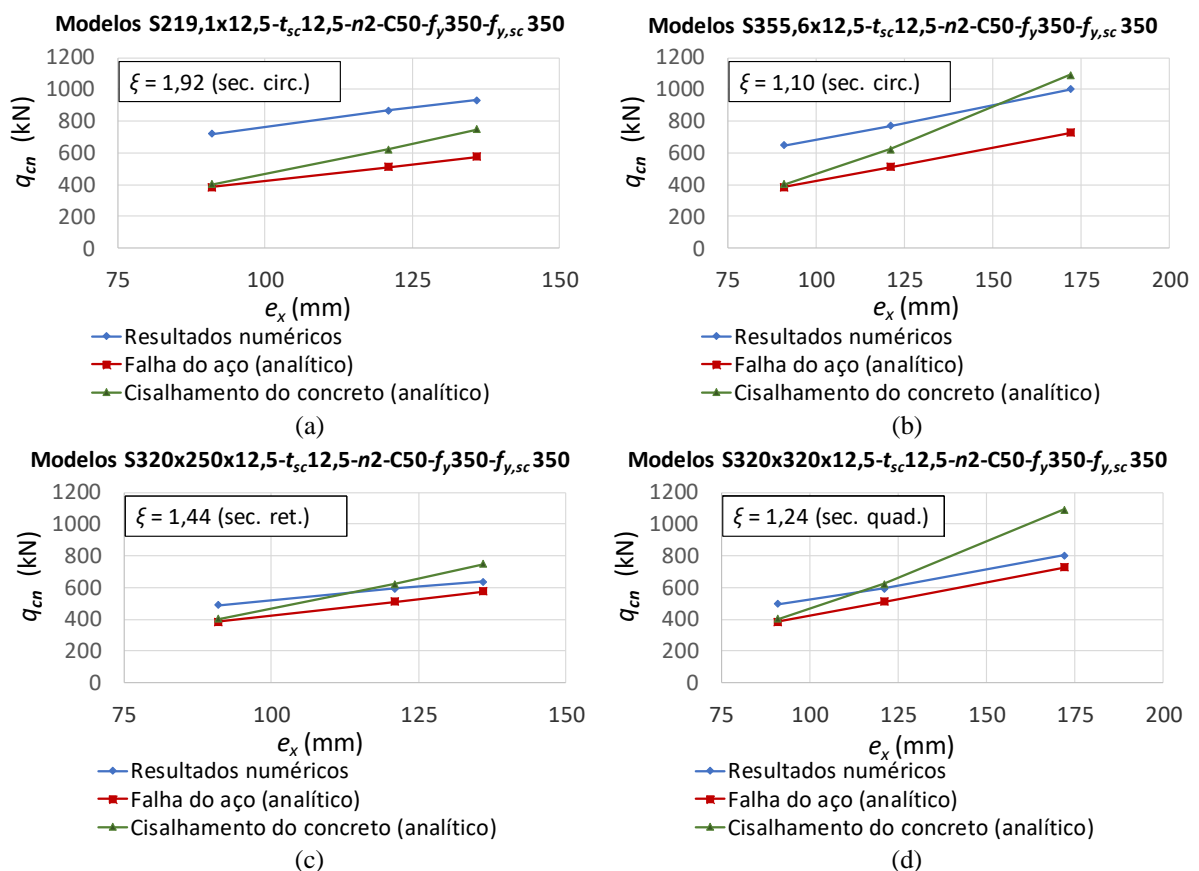 Modelos S219,1x12,5-tsc12,5-n2-C50-fy350-fy,sc 350
ξ = 1,92 (sec. circ.)
qcn (kN)
1200
1000
800
600
400
200
0
75 100 125 150
ex (mm)
Resultados numéricos
Falha do aço (analítico)
Cisalhamento do concreto (analítico)
(a)
Modelos S355,6x12,5-tsc12,5-n2-C50-fy350-fy,sc 350
ξ = 1,10 (sec. circ.)
qcn (kN)
1200
1000
800
600
400
200
0
75 100 125 150 175 200
ex (mm)
Resultados numéricos
Falha do aço (analítico)
Cisalhamento do concreto (analítico)
(b)
Modelos S320x250x12,5-tsc12,5-n2-C50-fy350-fy,sc 350
ξ = 1,44 (sec. ret.)
qcn (kN)
1200
1000
800
600
400
200
0
75 100 125 150
ex (mm)
Resultados numéricos
Falha do aço (analítico)
Cisalhamento do concreto (analítico)
(c)
Modelos S320x320x12,5-tsc12,5-n2-C50-fy350-fy,sc 350
ξ = 1,24 (sec. quad.)
qcn (kN)
1200
1000
800
600
400
200
0
75 100 125 150 175 200
ex (mm)
Resultados numéricos
Falha do aço (analítico)
Cisalhamento do concreto (analítico)
(d)